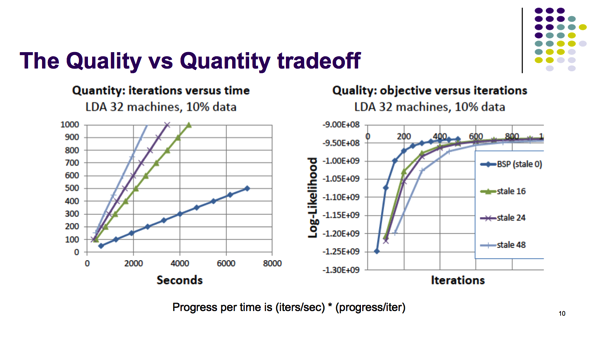 The Quality vs Quantity tradeoff
Quantity: iterations versus time
LDA 32 machines, 10% data
1000
900
800
700
600
500
400
300
200
100
0
0 2000 4000 6000 8000
Seconds
Quality: objective versus iterations
LDA 32 machines, 10% data
-9.00E+08
0 200 400 600 800
-9.50E+08
-1.00E+09
-1.05E+09
-1.10E+09
-1.15E+09
-1.20E+09
-1.25E+09
-1.30E+09
Log-Likelihood
BSP (stale 0)
stale 16
stale 24
stale 48
Iterations
Progress per time is (iters/sec) * (progress/iter)
10